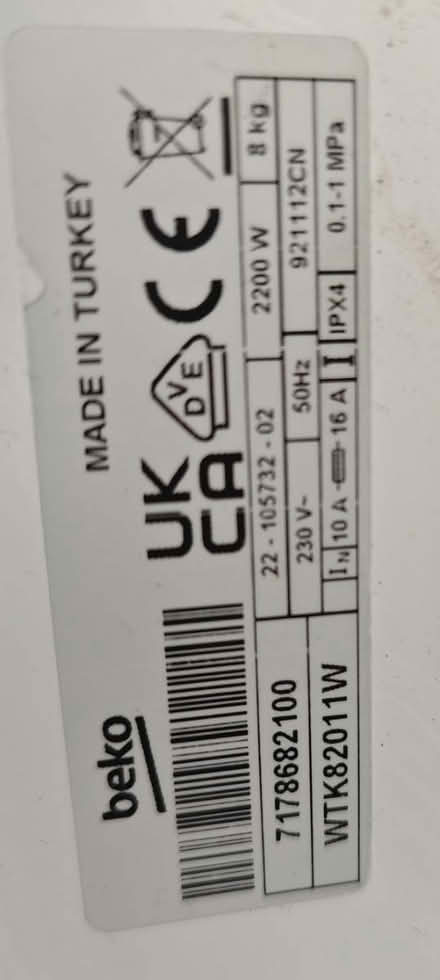 beko
MADE IN TURKEY
UK
CA
DVE
CE
7178682100
22 - 105732 - 02
2200 W
8 kg
230 V~
50Hz
921112CN
WTK82011W
IN
10 A
16 A
IPX4
0.1-1 MPa